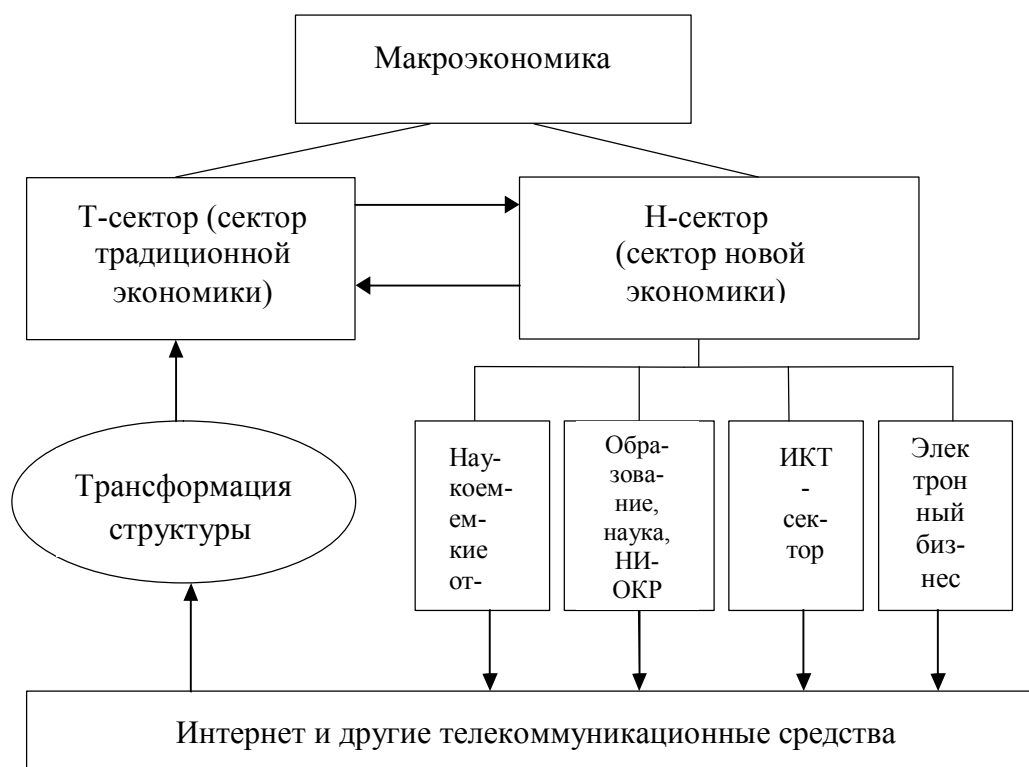 Макроэкономика
Т-сектор (сектор
традиционной
экономики)
Н-сектор
(сектор новой
экономики)
Трансформация
структуры
Нау-
коем-
ем-
кие
от-
Обра-
зова-
ние,
наука,
НИ-
ОКР
ИКТ
-
сек-
тор
Элек
трон
ный
биз-
нес
Интернет и другие телекоммуникационные средства